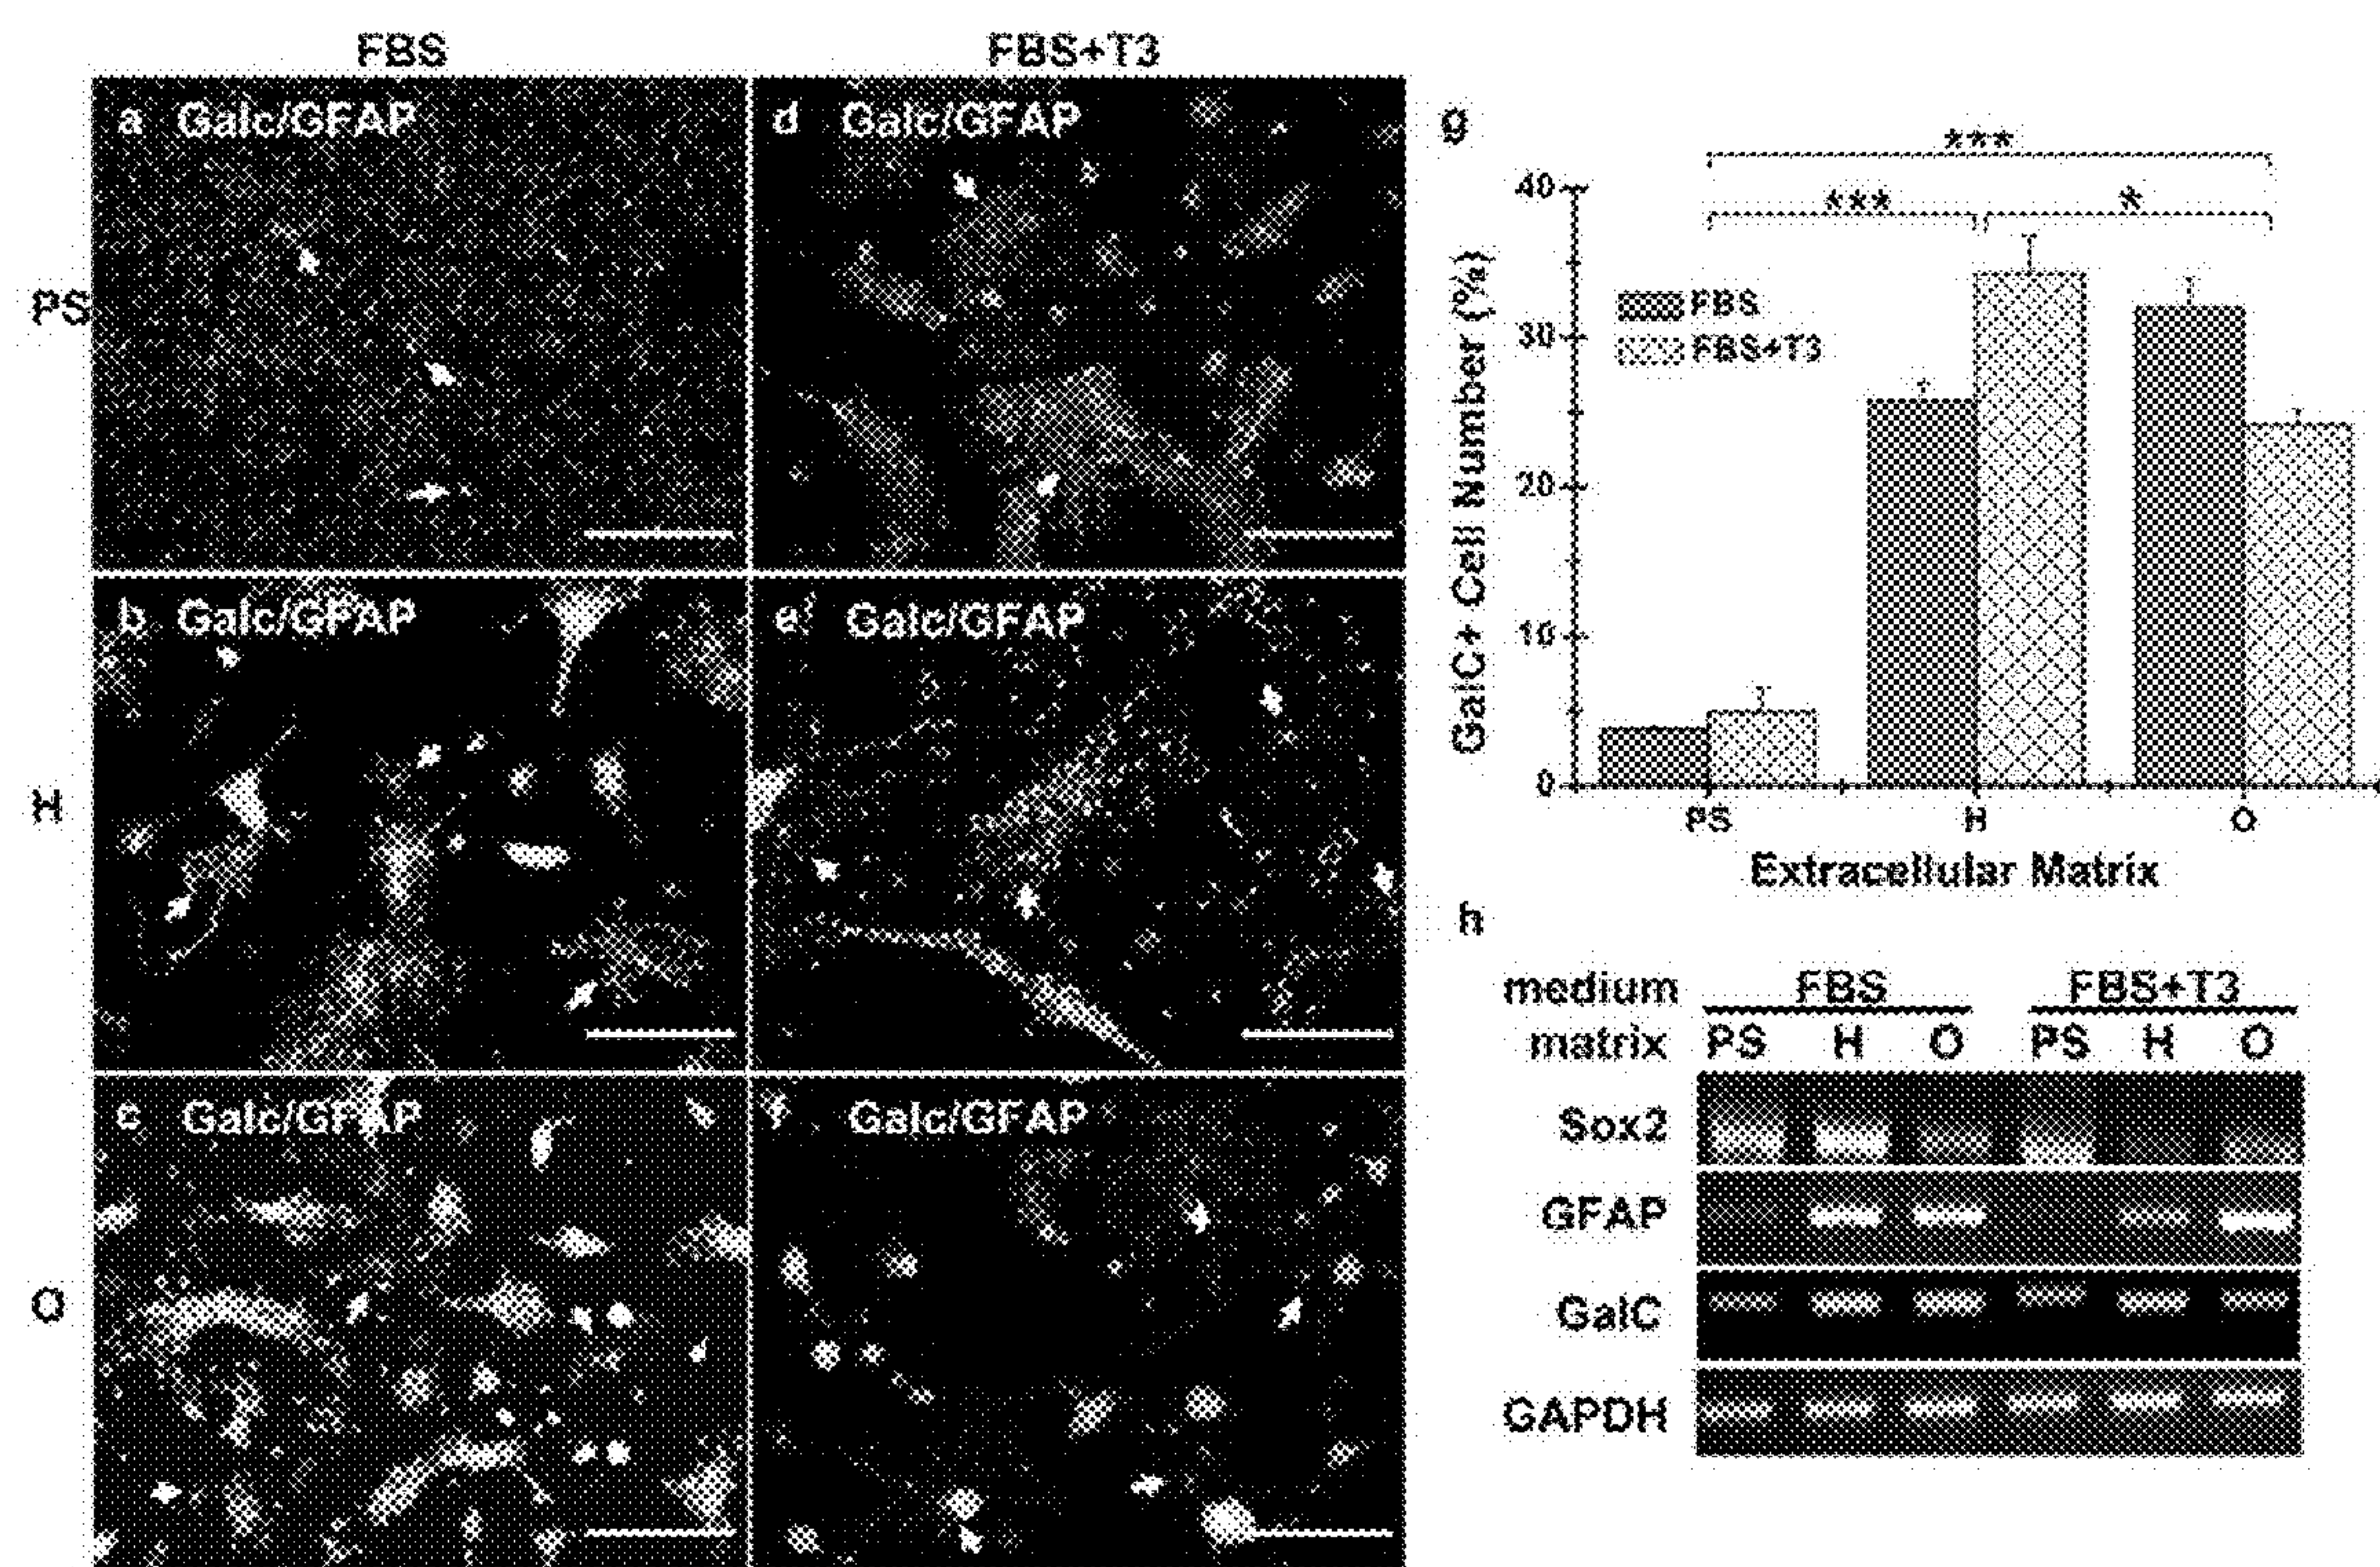 FBS
FBS+T3
PS
H
O
a Galc/GFAP
d Galc/GFAP
b Galc/GFAP
e Galc/GFAP
c Galc/GFAP
f Galc/GFAP
g
***
*** *
40
30
20
10
0
GalC+ Cell Number (%)
FBS
FBS+T3
PS H O
Extracellular Matrix
h
medium FBS FBS+T3
matrix PS H O PS H O
Sox2
GFAP
GalC
GAPDH